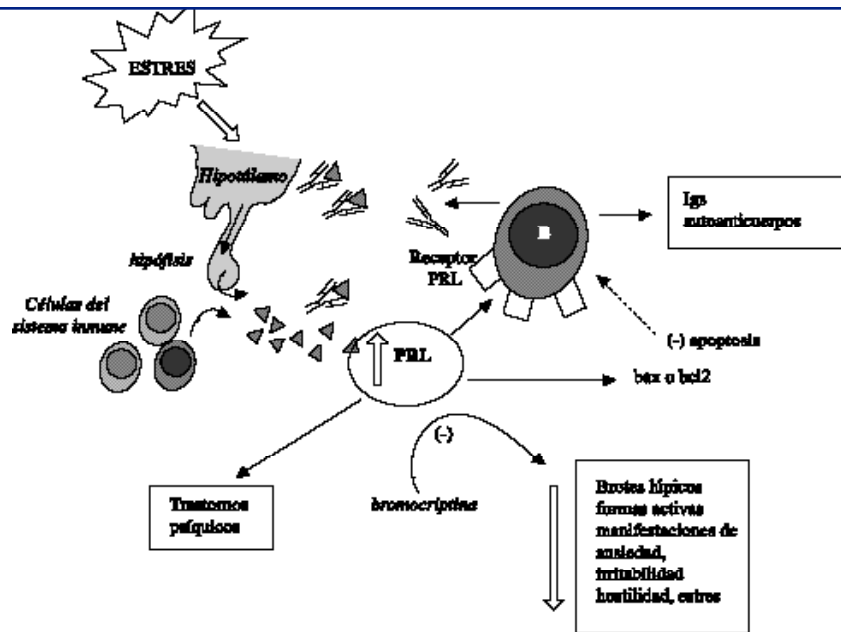 ESTRES
Hipotálamo
hipófisis
Células del
sistema inmune
Receptor
PRL
B
Igs
autoanticuerpos
(-) apoptosis
bax o bcl2
PRL
(-)
bromocriptina
Trastornos
psíquicos
Brotes lúpicos
formas activas
manifestaciones de
ansiedad,
irritabilidad
hostilidad, estres